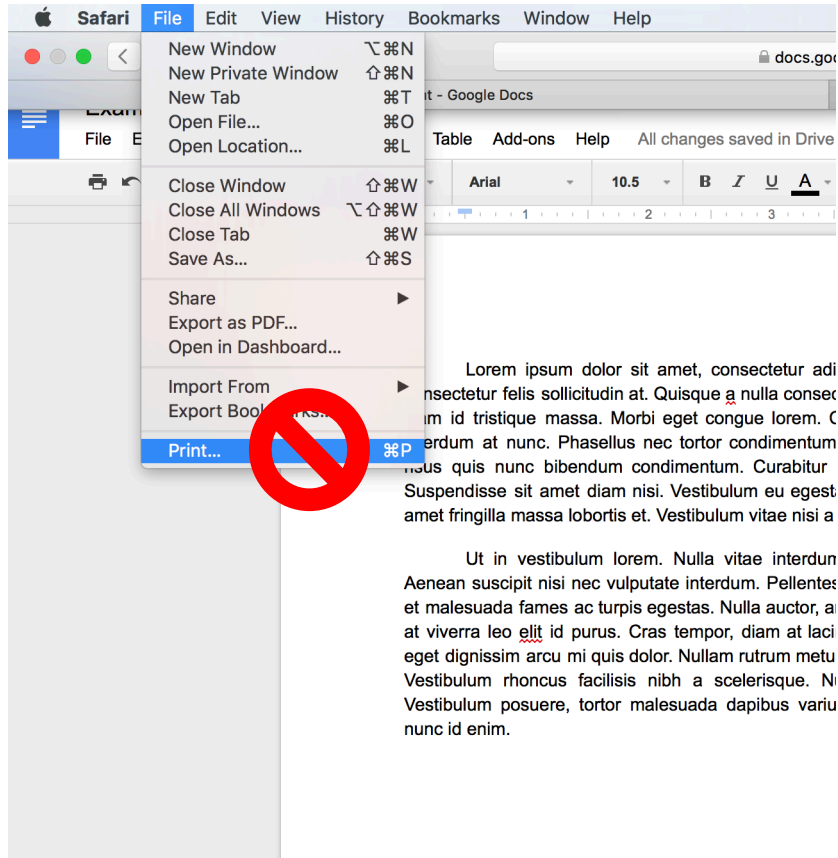 Safari File Edit View History Bookmarks Window Help
New Window ⌥⌘N
New Private Window ⇧⌘N
New Tab ⌘T
Open File... ⌘O
Open Location... ⌘L
Close Window ⇧⌘W
Close All Windows ⌥⇧⌘W
Close Tab ⌘W
Save As... ⇧⌘S
Share ▶
Export as PDF...
Open in Dashboard...
Import From ▶
Export Bookmarks...
Print... ⌘P
docs.goo
nt - Google Docs
File E Table Add-ons Help All changes saved in Drive
Arial 10.5 B I U A
1 2 3
Lorem ipsum dolor sit amet, consectetur adi
nsectetur felis sollicitudin at. Quisque a nulla consec
am id tristique massa. Morbi eget congue lorem. C
erdum at nunc. Phasellus nec tortor condimentum
risus quis nunc bibendum condimentum. Curabitur
Suspendisse sit amet diam nisi. Vestibulum eu egesta
amet fringilla massa lobortis et. Vestibulum vitae nisi a
Ut in vestibulum lorem. Nulla vitae interdum
Aenean suscipit nisi nec vulputate interdum. Pellentes
et malesuada fames ac turpis egestas. Nulla auctor, a
at viverra leo elit id purus. Cras tempor, diam at laci
eget dignissim arcu mi quis dolor. Nullam rutrum metu
Vestibulum rhoncus facilisis nibh a scelerisque. Nu
Vestibulum posuere, tortor malesuada dapibus variu
nunc id enim.